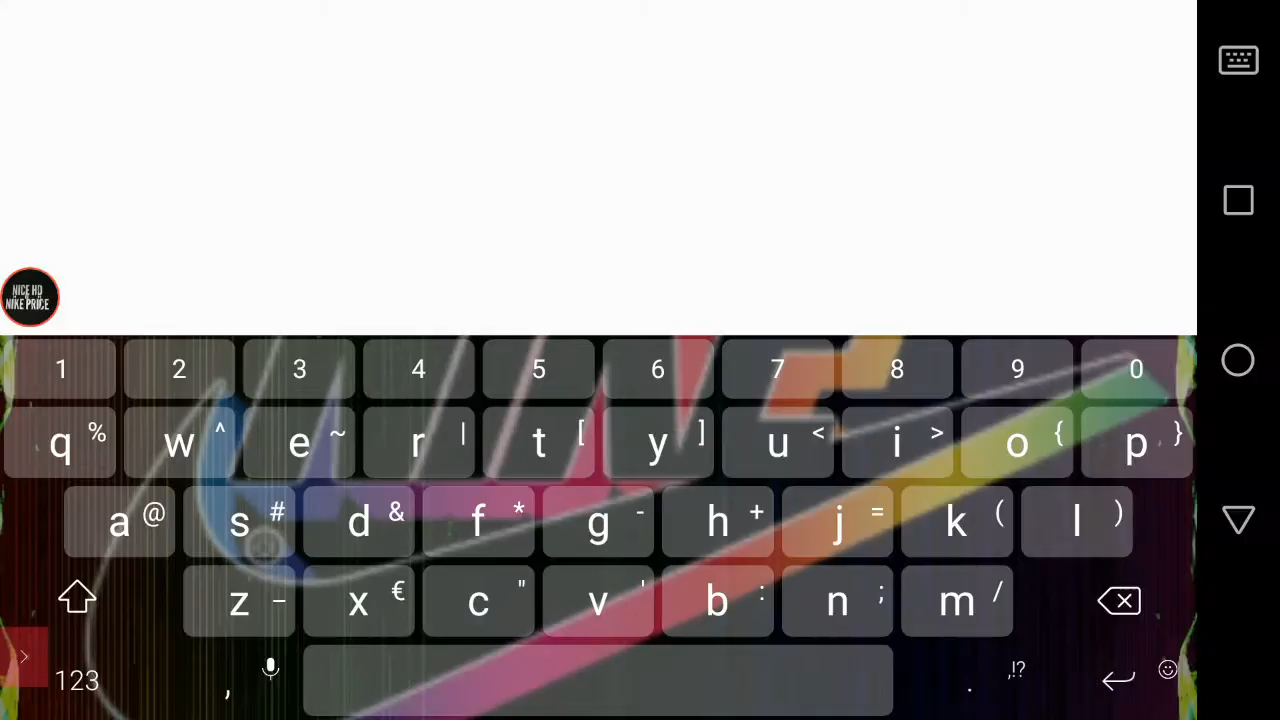 NICE HD
NIKE PRICE
1 2 3 4 5 6 7 8 9 0
q % w ^ e ~ r | t [ y ] u < i > o { p }
a @ s # d & f * g - h + j = k ( l )
z _ x € c " v ' b : n ; m /
123 , . ,!?